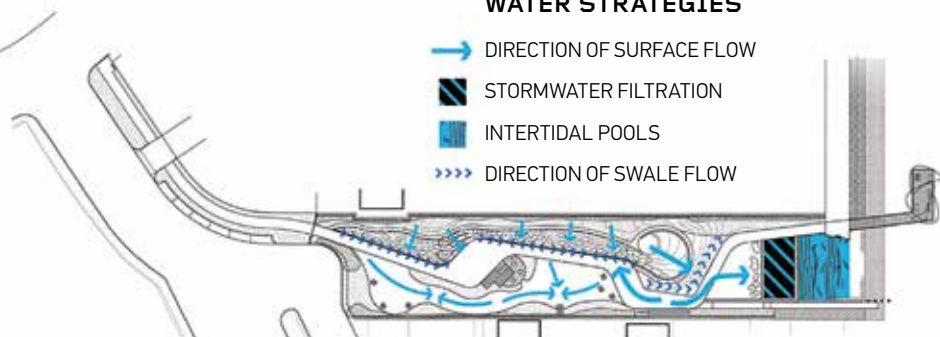 WATER STRATEGIES
DIRECTION OF SURFACE FLOW
STORMWATER FILTRATION
INTERTIDAL POOLS
DIRECTION OF SWALE FLOW